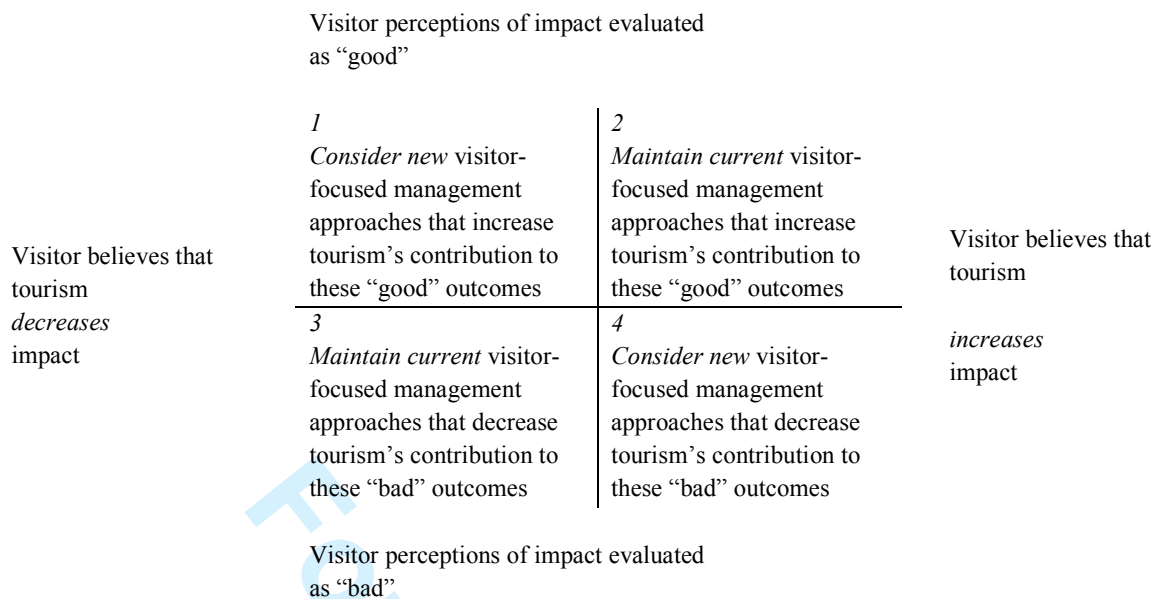 Visitor perceptions of impact evaluated
as “good”
Visitor believes that
tourism
decreases
impact
1
Consider new visitor-
focused management
approaches that increase
tourism’s contribution to
these “good” outcomes
2
Maintain current visitor-
focused management
approaches that increase
tourism’s contribution to
these “good” outcomes
3
Maintain current visitor-
focused management
approaches that decrease
tourism’s contribution to
these “bad” outcomes
4
Consider new visitor-
focused management
approaches that decrease
tourism’s contribution to
these “bad” outcomes
Visitor believes that
tourism
increases
impact
Visitor perceptions of impact evaluated
as “bad”